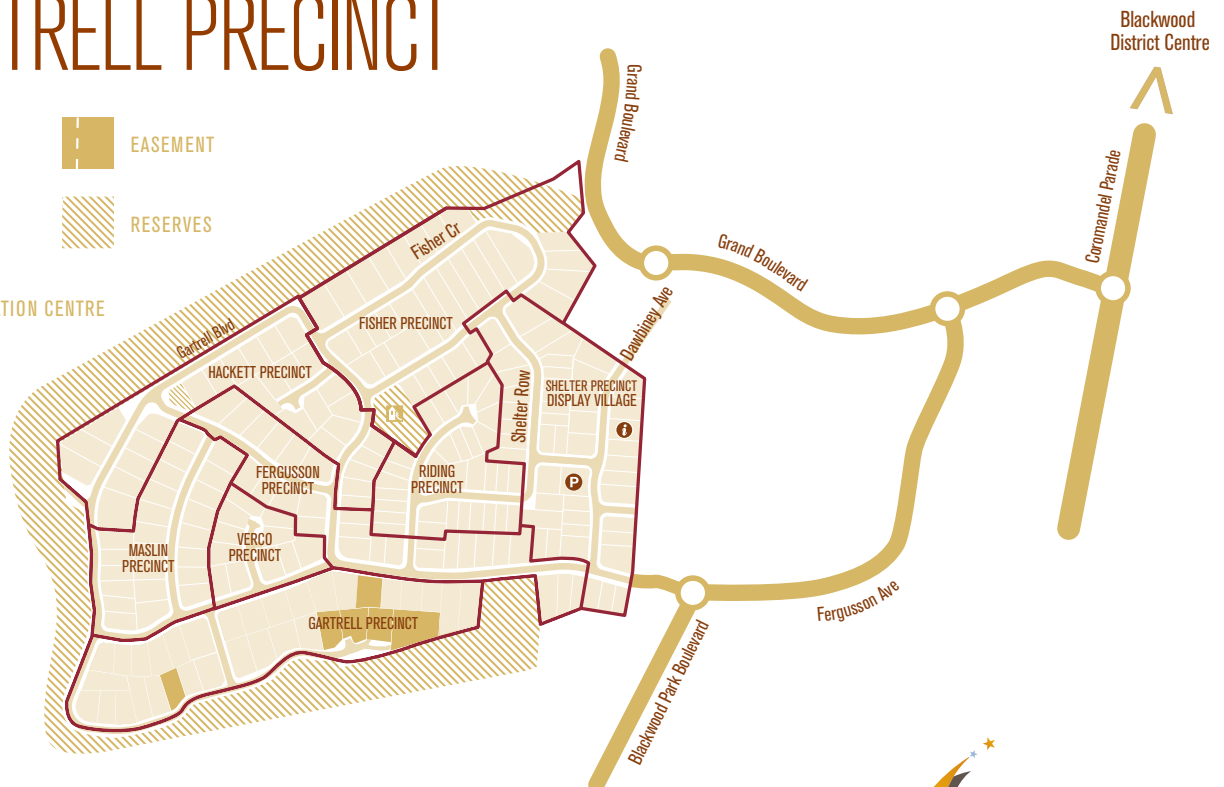 TRELL PRECINCT
Blackwood
District Centre
EASEMENT
RESERVES
TION CENTRE
Grand Boulevard
Grand Boulevard
Coromandel Parade
Dawbiney Ave
Fisher Cr
Gartrell Blvd
FISHER PRECINCT
HACKETT PRECINCT
Shelter Row
SHELTER PRECINCT
DISPLAY VILLAGE
i
P
FERGUSSON
PRECINCT
RIDING
PRECINCT
VERCO
PRECINCT
MASLIN
PRECINCT
GARTRELL PRECINCT
Fergusson Ave
Blackwood Park Boulevard